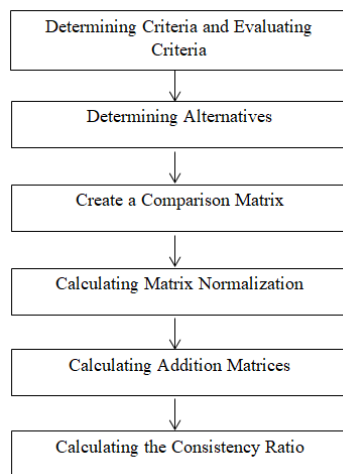 Determining Criteria and Evaluating
Criteria
Determining Alternatives
Create a Comparison Matrix
Calculating Matrix Normalization
Calculating Addition Matrices
Calculating the Consistency Ratio